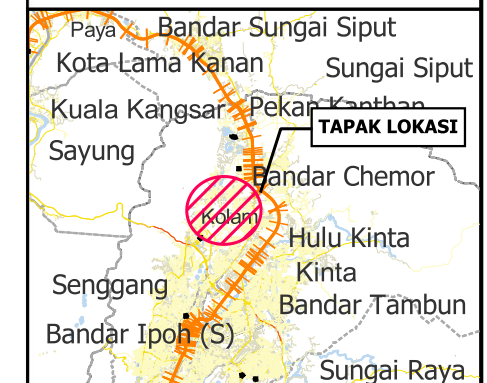 Paya
Bandar Sungai Siput
Kota Lama Kanan
Sungai Siput
Kuala Kangsar
Pekan Kanthan
TAPAK LOKASI
Sayung
Bandar Chemor
Kolam
Hulu Kinta
Kinta
Senggang
Bandar Tambun
Bandar Ipoh (S)
Sungai Raya